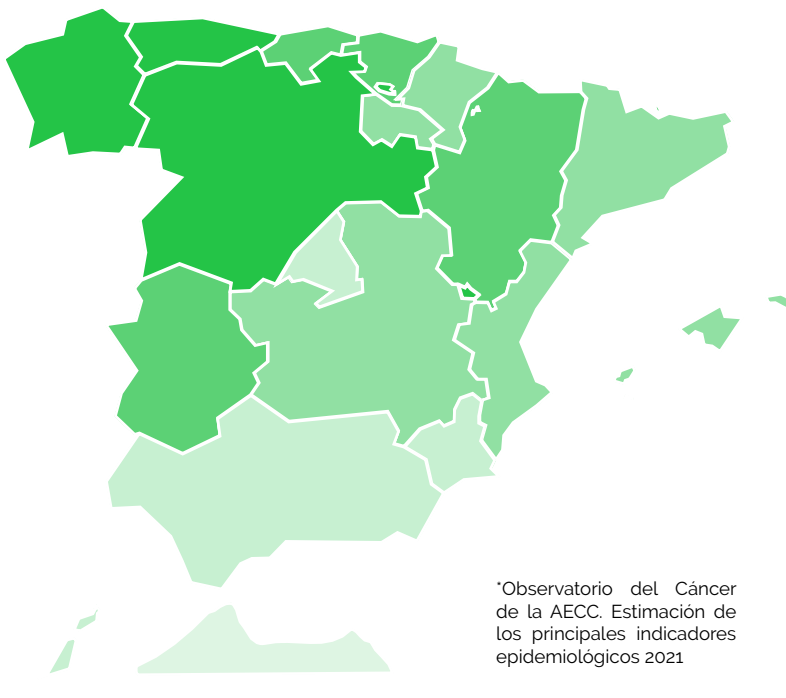 *Observatorio del Cáncer
de la AECC. Estimación de
los principales indicadores
epidemiológicos 2021